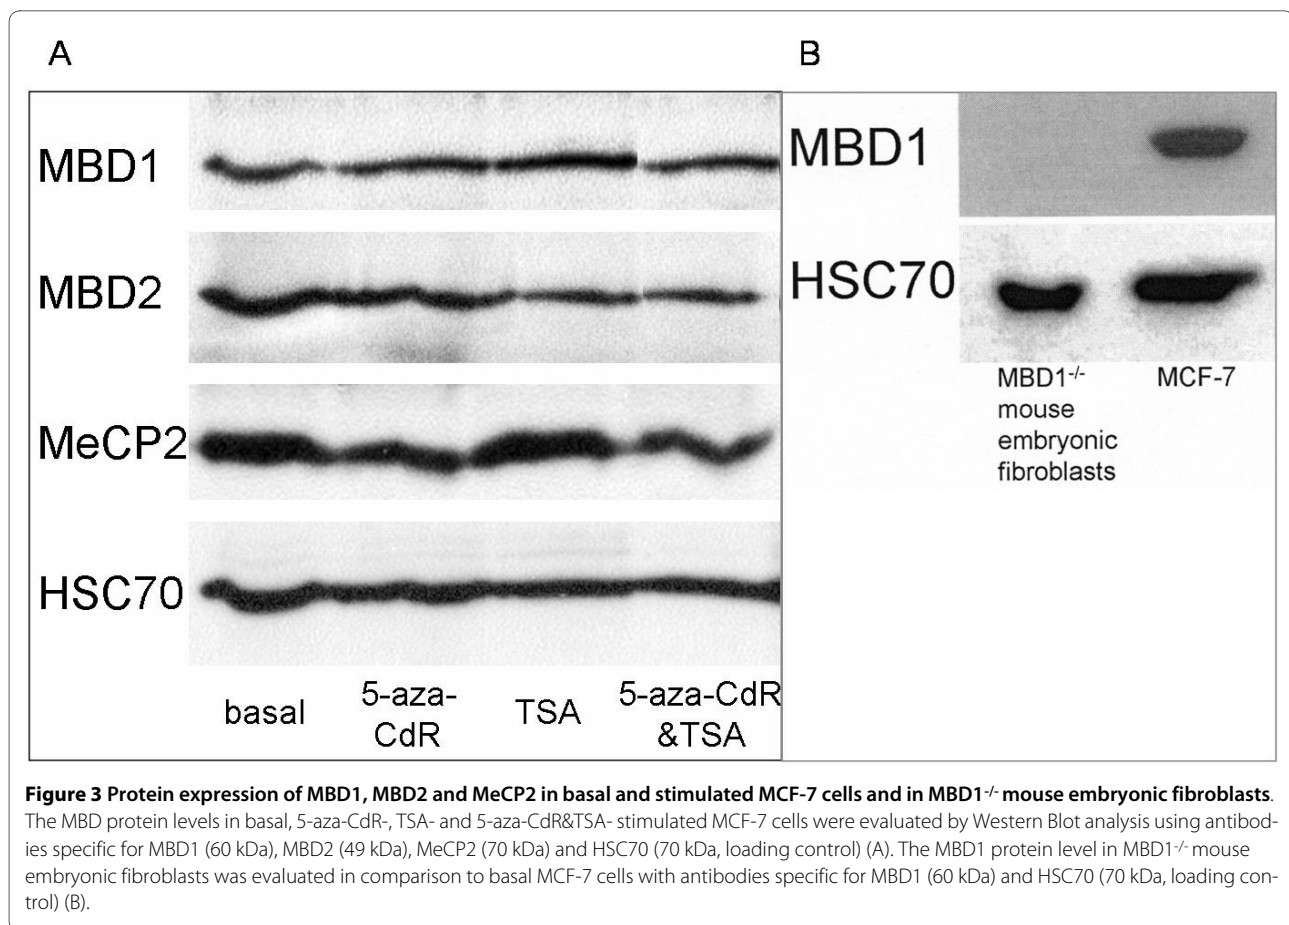 A
MBD1
MBD2
MeCP2
HSC70
basal
5-aza-
CdR
TSA
5-aza-CdR
&TSA
B
MBD1
HSC70
MBD1-/-
mouse
embryonic
fibroblasts
MCF-7
Figure 3 Protein expression of MBD1, MBD2 and MeCP2 in basal and stimulated MCF-7 cells and in MBD1-/- mouse embryonic fibroblasts.
The MBD protein levels in basal, 5-aza-CdR-, TSA- and 5-aza-CdR&TSA- stimulated MCF-7 cells were evaluated by Western Blot analysis using antibod-
ies specific for MBD1 (60 kDa), MBD2 (49 kDa), MeCP2 (70 kDa) and HSC70 (70 kDa, loading control) (A). The MBD1 protein level in MBD1-/- mouse
embryonic fibroblasts was evaluated in comparison to basal MCF-7 cells with antibodies specific for MBD1 (60 kDa) and HSC70 (70 kDa, loading con-
trol) (B).